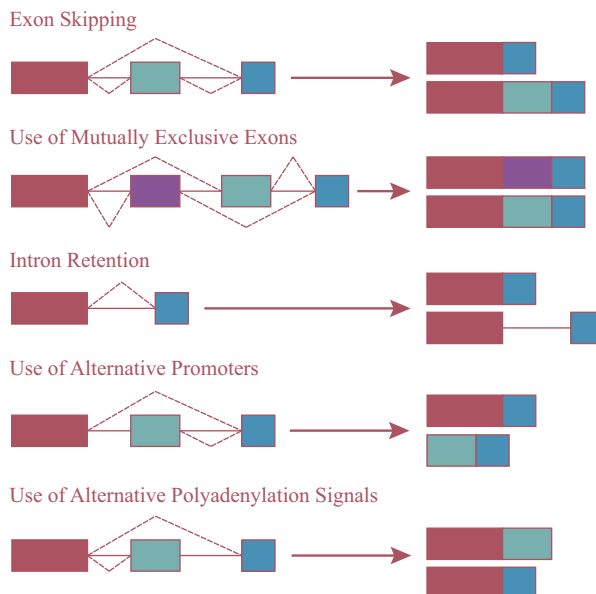 Exon Skipping
Use of Mutually Exclusive Exons
Intron Retention
Use of Alternative Promoters
Use of Alternative Polyadenylation Signals